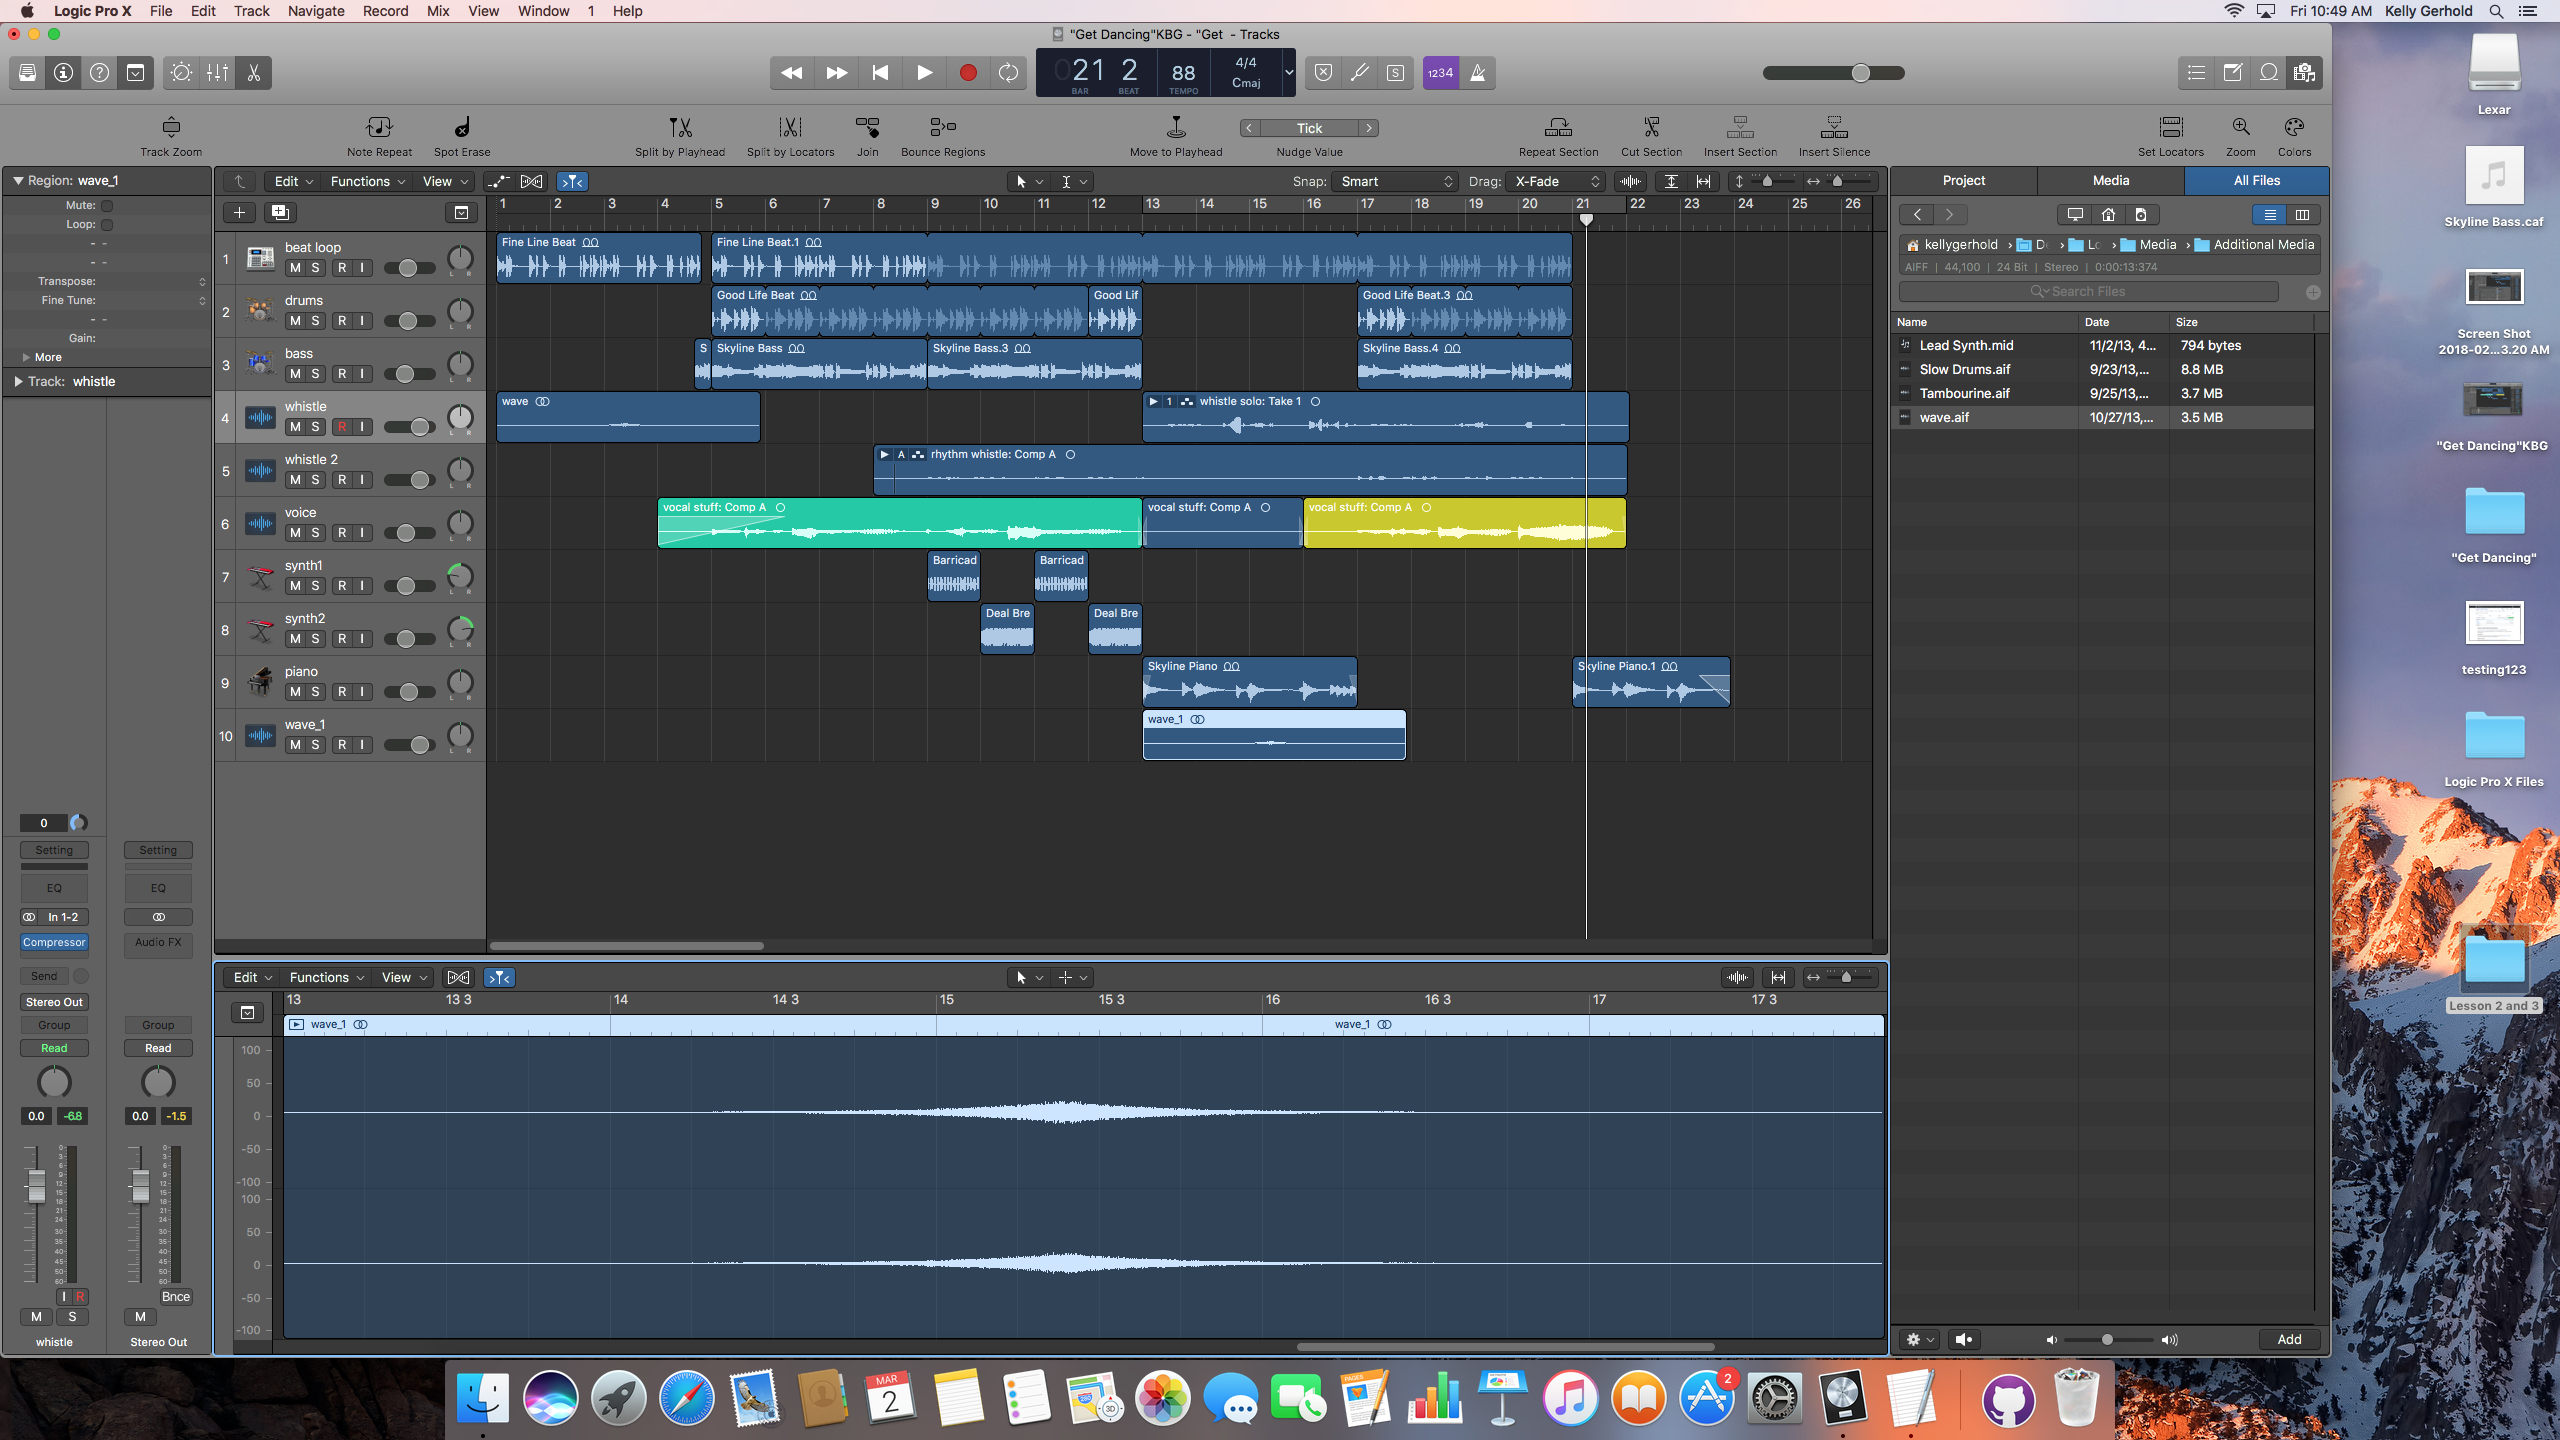 Logic Pro X File Edit Track Navigate Record Mix View Window 1 Help Fri 10:49 AM Kelly Gerhold
"Get Dancing"KBG - "Get - Tracks
021 2 88 4/4 Cmaj
BAR BEAT TEMPO
1234
S
Track Zoom Note Repeat Spot Erase Split by Playhead Split by Locators Join Bounce Regions Move to Playhead Tick Nudge Value Repeat Section Cut Section Insert Section Insert Silence Set Locators Zoom Colors
Region: wave_1
Mute:
Loop:
Transpose:
Fine Tune:
Gain:
More
Track: whistle
Edit Functions View Snap: Smart Drag: X-Fade
1 2 3 4 5 6 7 8 9 10 11 12 13 14 15 16 17 18 19 20 21 22 23 24 25 26
1 beat loop M S R I Fine Line Beat Fine Line Beat.1
2 drums M S R I Good Life Beat Good Lif Good Life Beat.3
3 bass M S R I S Skyline Bass Skyline Bass.3 Skyline Bass.4
4 whistle M S R I wave 1 whistle solo: Take 1
5 whistle 2 M S R I A rhythm whistle: Comp A
6 voice M S R I vocal stuff: Comp A vocal stuff: Comp A vocal stuff: Comp A
7 synth1 M S R I Barricad Barricad
8 synth2 M S R I Deal Bre Deal Bre
9 piano M S R I Skyline Piano Skyline Piano.1
10 wave_1 M S R I wave_1
0
Setting Setting
EQ EQ
In 1-2
Compressor Audio FX
Send
Stereo Out
Group Group
Read Read
0.0 -6.8 0.0 -1.5
I R Bnce
M S M
whistle Stereo Out
Edit Functions View
13 13 3 14 14 3 15 15 3 16 16 3 17 17 3
wave_1 wave_1
100
50
0
-50
-100
100
50
0
-50
-100
Project Media All Files
kellygerhold D Lo Media Additional Media
AIFF | 44,100 | 24 Bit | Stereo | 0:00:13:374
Search Files
Name Date Size
Lead Synth.mid 11/2/13, 4... 794 bytes
Slow Drums.aif 9/23/13,... 8.8 MB
Tambourine.aif 9/25/13,... 3.7 MB
wave.aif 10/27/13,... 3.5 MB
Add
Lexar
Skyline Bass.caf
Screen Shot
2018-02...3.20 AM
"Get Dancing"KBG
"Get Dancing"
testing123
Logic Pro X Files
Lesson 2 and 3
MAR
2
280
3D
PAGES
2